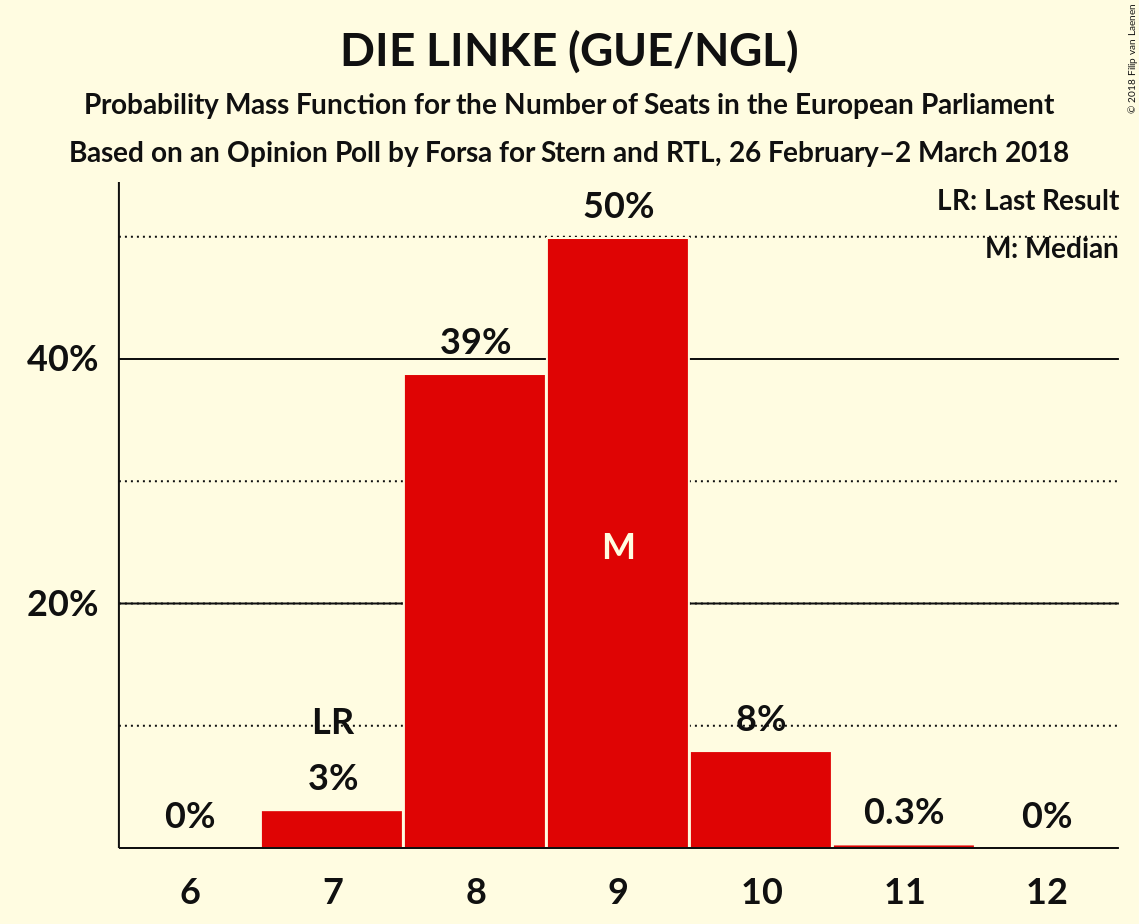 DIE LINKE (GUE/NGL)
Probability Mass Function for the Number of Seats in the European Parliament
Based on an Opinion Poll by Forsa for Stern and RTL, 26 February–2 March 2018
© 2018 Filip van Laenen
LR: Last Result
M: Median
50%
39%
40%
M
20%
LR
8%
3%
0%
0.3%
0%
6 7 8 9 10 11 12